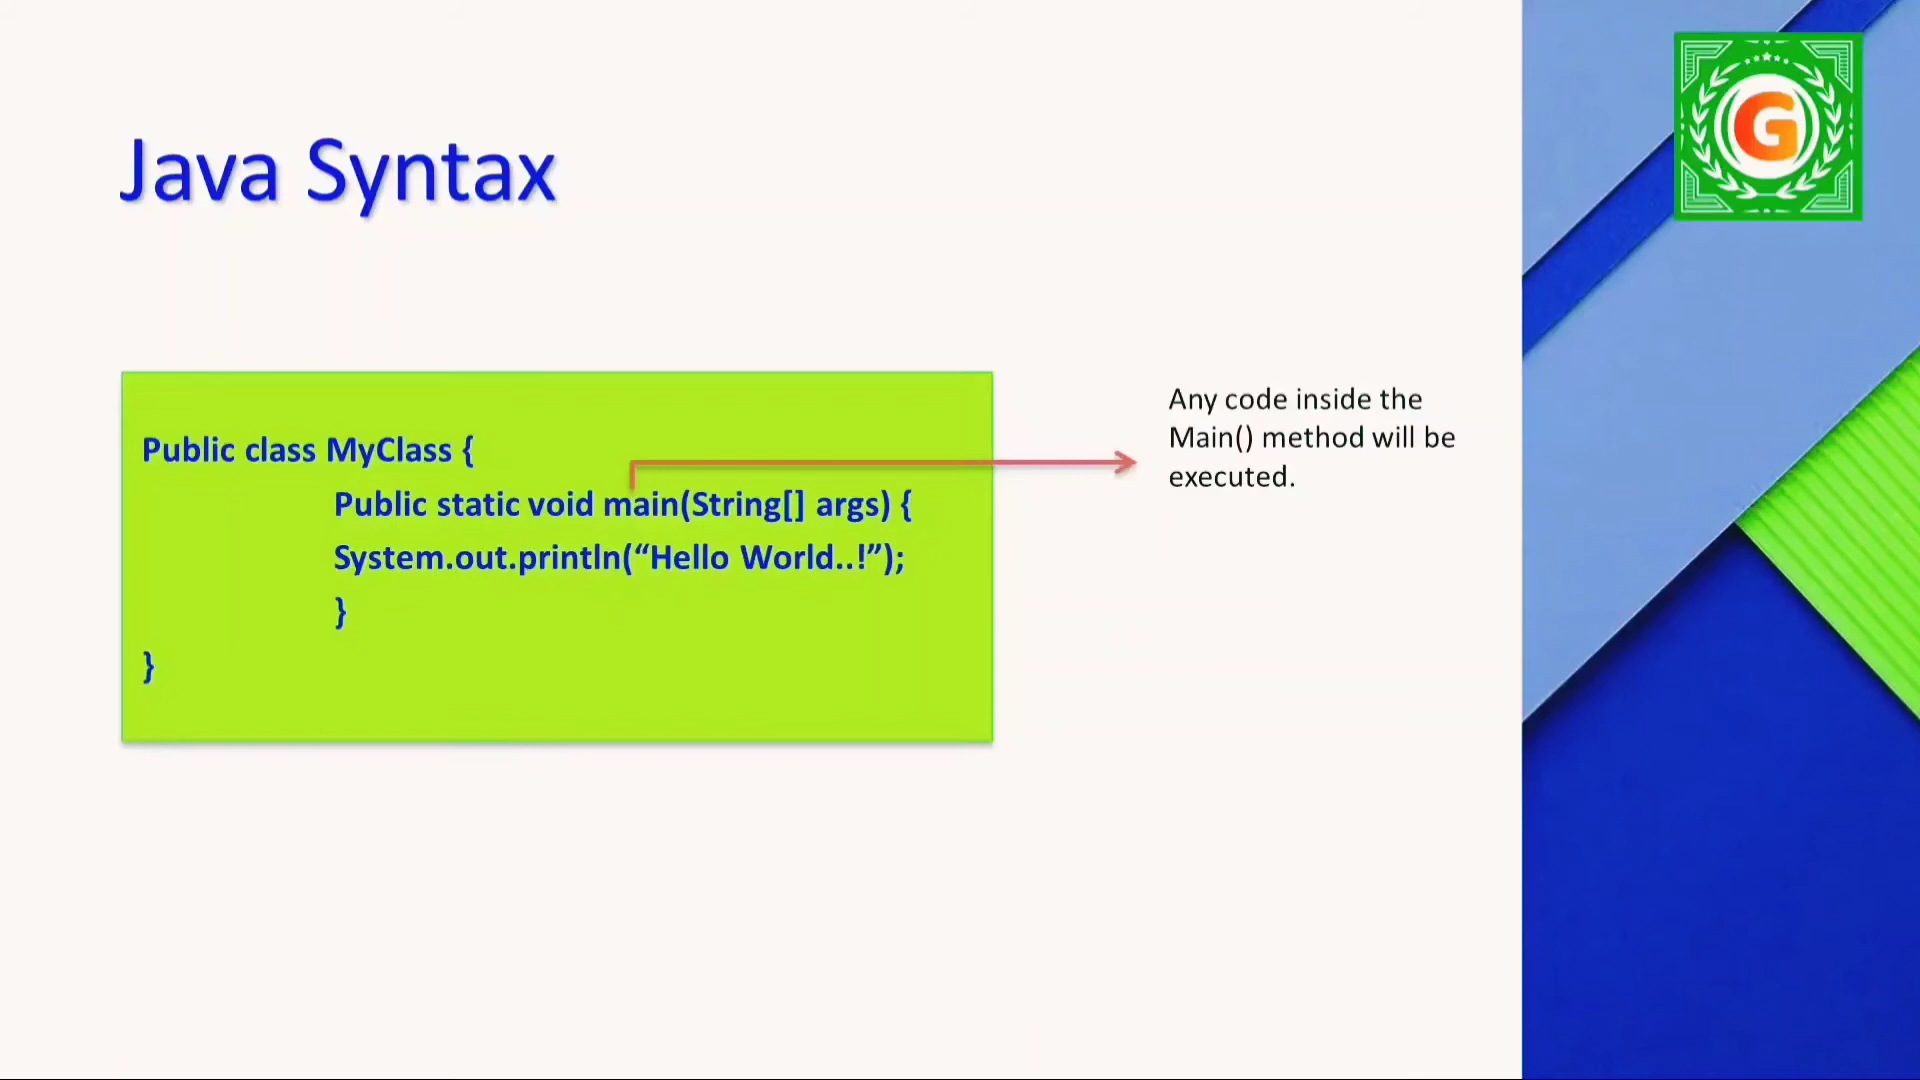 G
Java Syntax
Public class MyClass {
Public static void main(String[] args) {
System.out.println(“Hello World..!”);
}
}
Any code inside the
Main() method will be
executed.